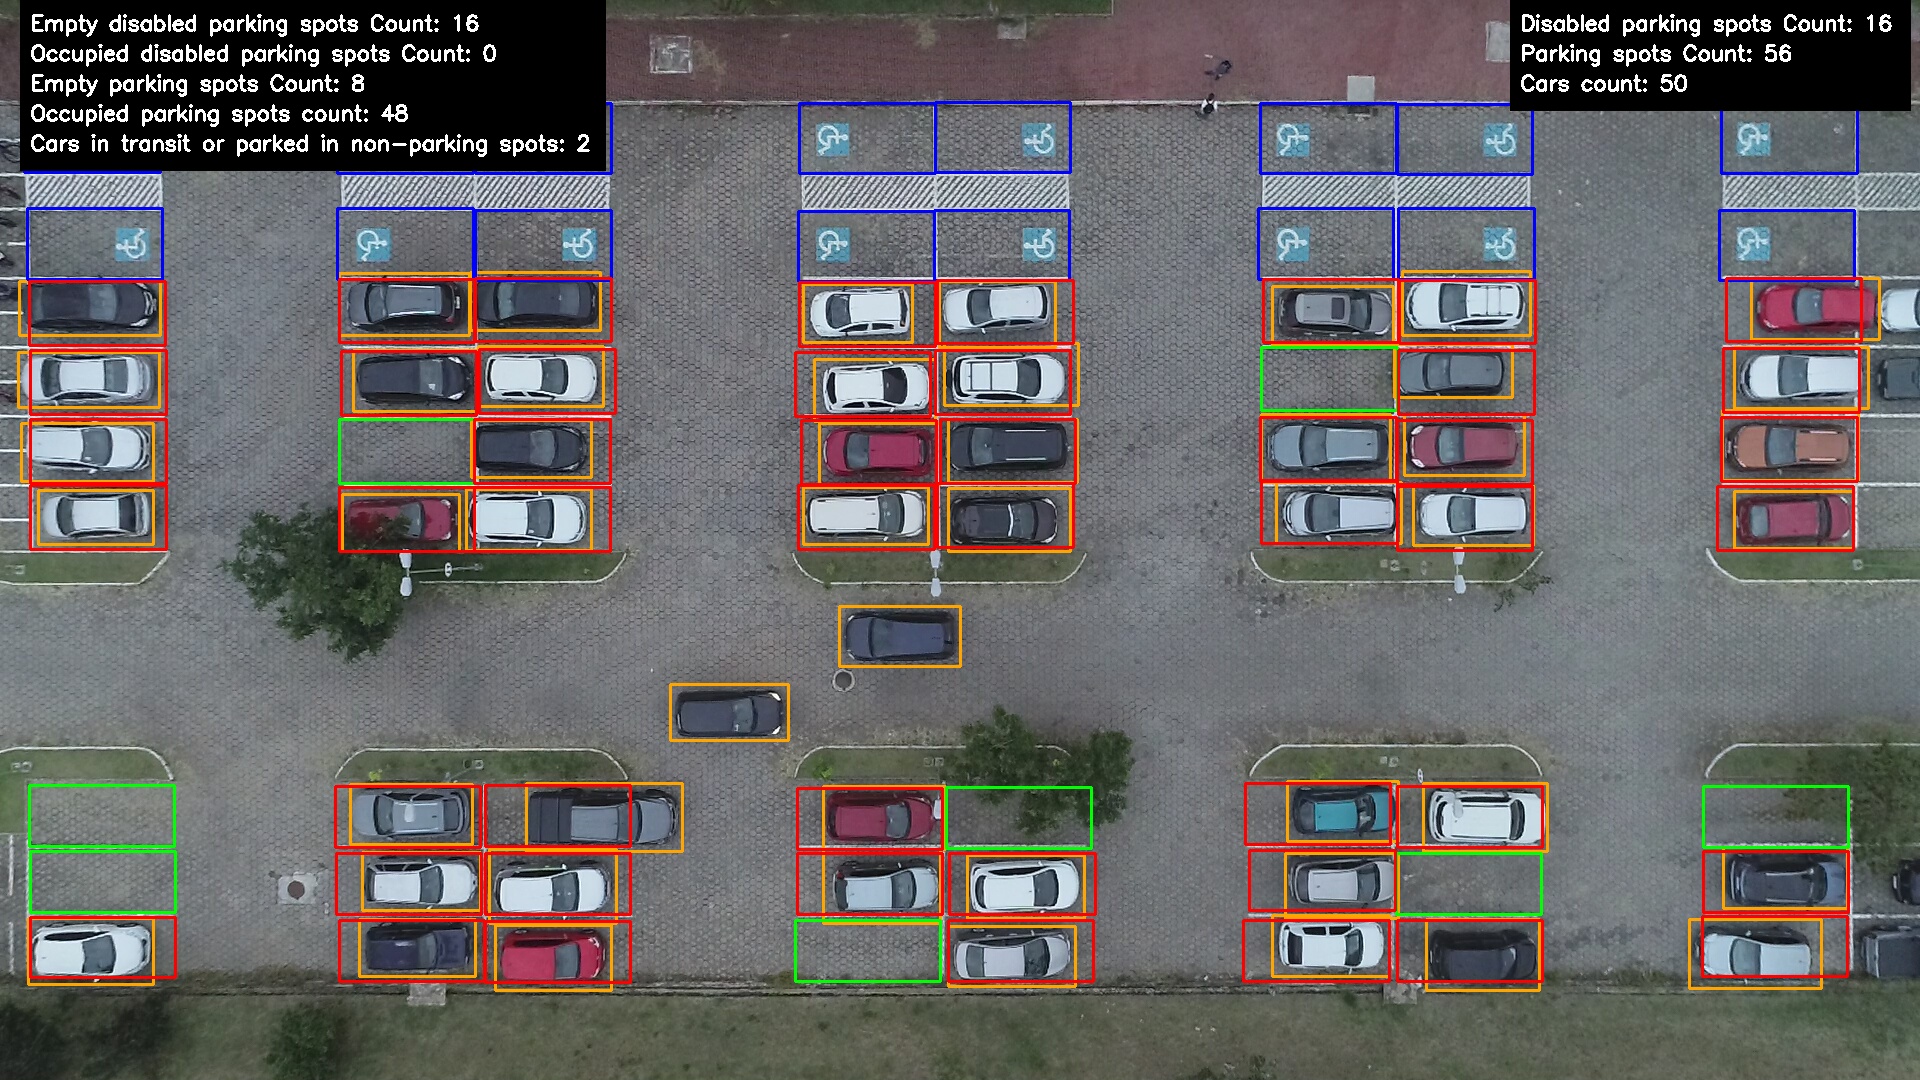 Empty disabled parking spots Count: 16
Occupied disabled parking spots Count: 0
Empty parking spots Count: 8
Occupied parking spots count: 48
Cars in transit or parked in non-parking spots: 2
Disabled parking spots Count: 16
Parking spots Count: 56
Cars count: 50